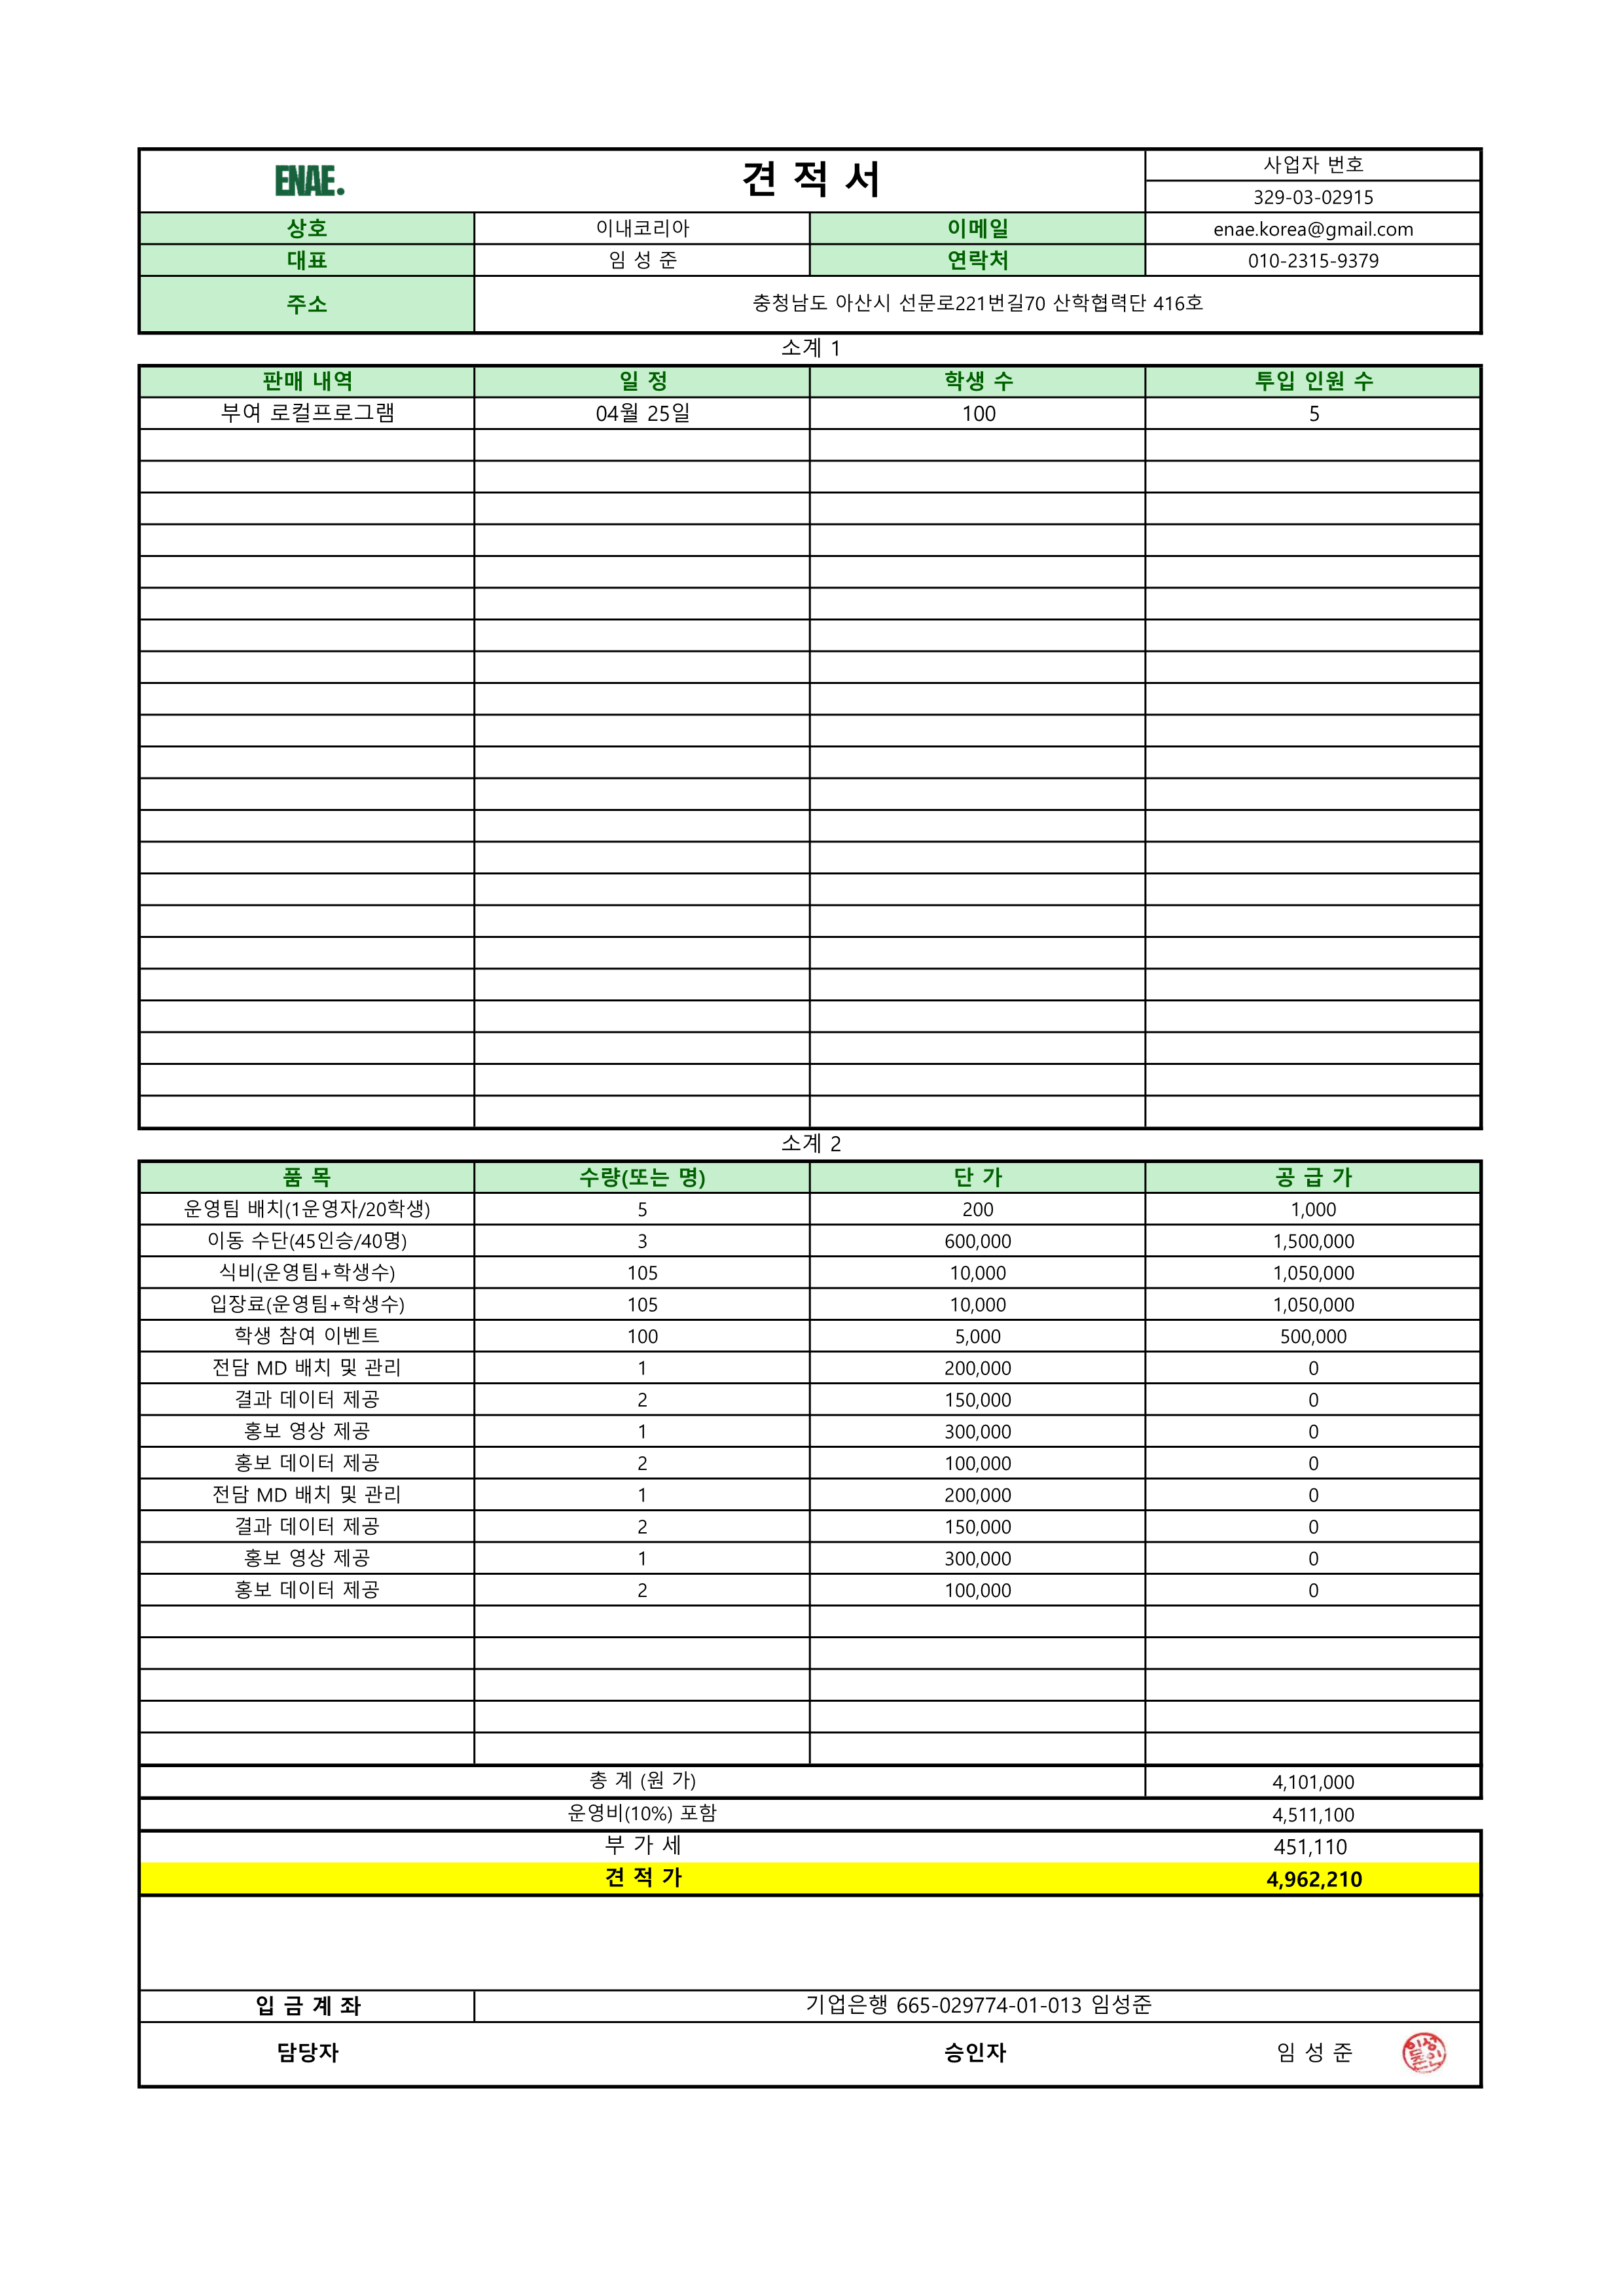 ENAE.
견 적 서
사업자 번호
329-03-02915
상호 이내코리아 이메일 enae.korea@gmail.com
대표 임 성 준 연락처 010-2315-9379
주소 충청남도 아산시 선문로221번길70 산학협력단 416호
소계 1
판매 내역 일 정 학생 수 투입 인원 수
부여 로컬프로그램 04월 25일 100 5
소계 2
품 목 수량(또는 명) 단 가 공 급 가
운영팀 배치(1운영자/20학생) 5 200 1,000
이동 수단(45인승/40명) 3 600,000 1,500,000
식비(운영팀+학생수) 105 10,000 1,050,000
입장료(운영팀+학생수) 105 10,000 1,050,000
학생 참여 이벤트 100 5,000 500,000
전담 MD 배치 및 관리 1 200,000 0
결과 데이터 제공 2 150,000 0
홍보 영상 제공 1 300,000 0
홍보 데이터 제공 2 100,000 0
전담 MD 배치 및 관리 1 200,000 0
결과 데이터 제공 2 150,000 0
홍보 영상 제공 1 300,000 0
홍보 데이터 제공 2 100,000 0
총 계 (원 가) 4,101,000
운영비(10%) 포함 4,511,100
부 가 세 451,110
견 적 가 4,962,210
입 금 계 좌 기업은행 665-029774-01-013 임성준
담당자 승인자 임 성 준